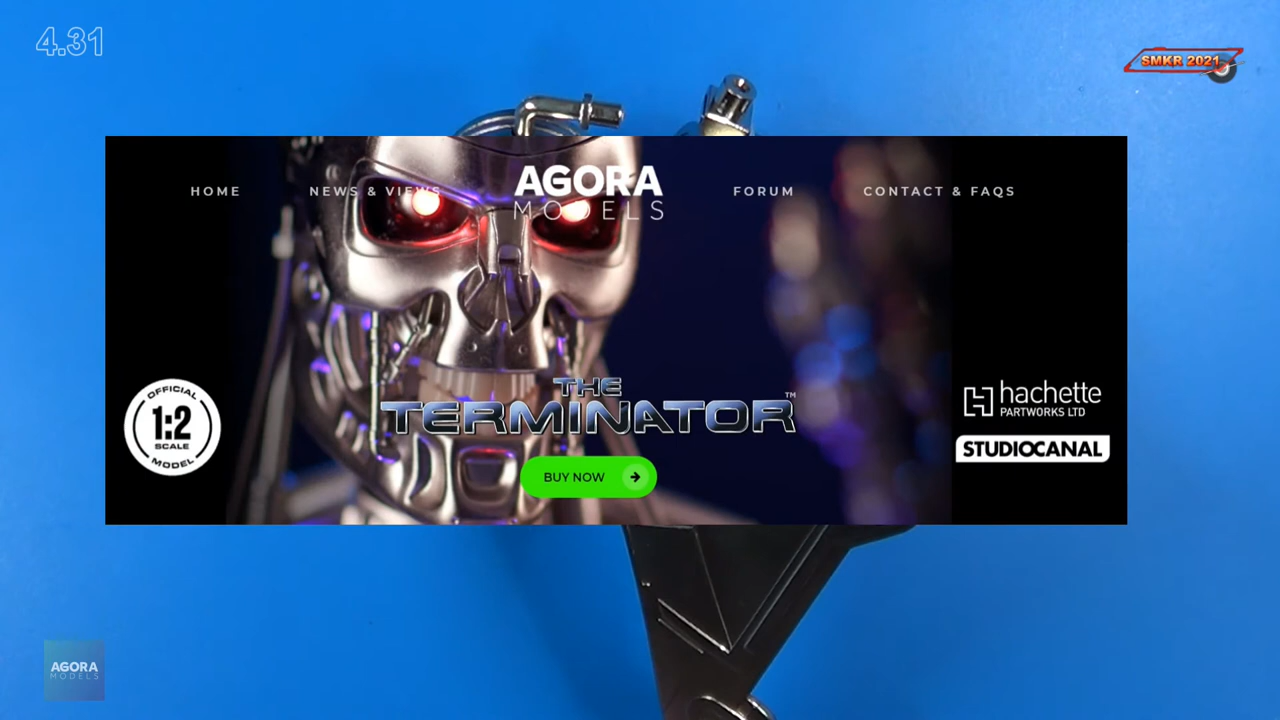 4.31
SMKR 2021
HOME
NEWS & VIEWS
AGORA
MODELS
FORUM
CONTACT & FAQS
OFFICIAL
1:2
SCALE
MODEL
THE
TERMINATOR™
BUY NOW
hachette
PARTWORKS LTD
STUDIOCANAL
AGORA
MODELS